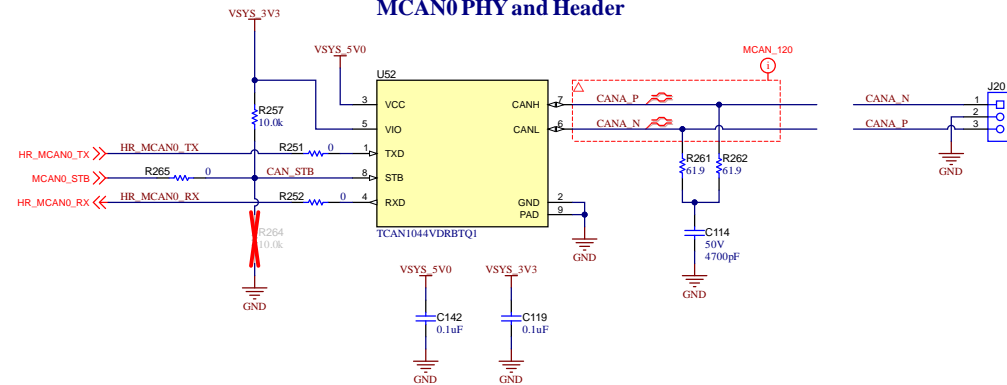 MCAN0 PHY and Header
VSYS_3V3
VSYS_5V0
MCAN_120
i
U52
J20
3 VCC CANH 7 CANA_P CANA_N 1
R257
10.0k
2
5 VIO CANL 6 CANA_N CANA_P 3
HR_MCAN0_TX HR_MCAN0_TX R251 0 1 TXD
R261 R262
61.9 61.9
GND
MCAN0_STB R265 0 CAN_STB 8 STB
HR_MCAN0_RX HR_MCAN0_RX R252 0 4 RXD GND 2
PAD 9
R264
10.0k
TCAN1044VDRBTQ1
C114
50V
4700pF
GND
VSYS_5V0 VSYS_3V3
GND
GND
C142 C119
0.1uF 0.1uF
GND GND